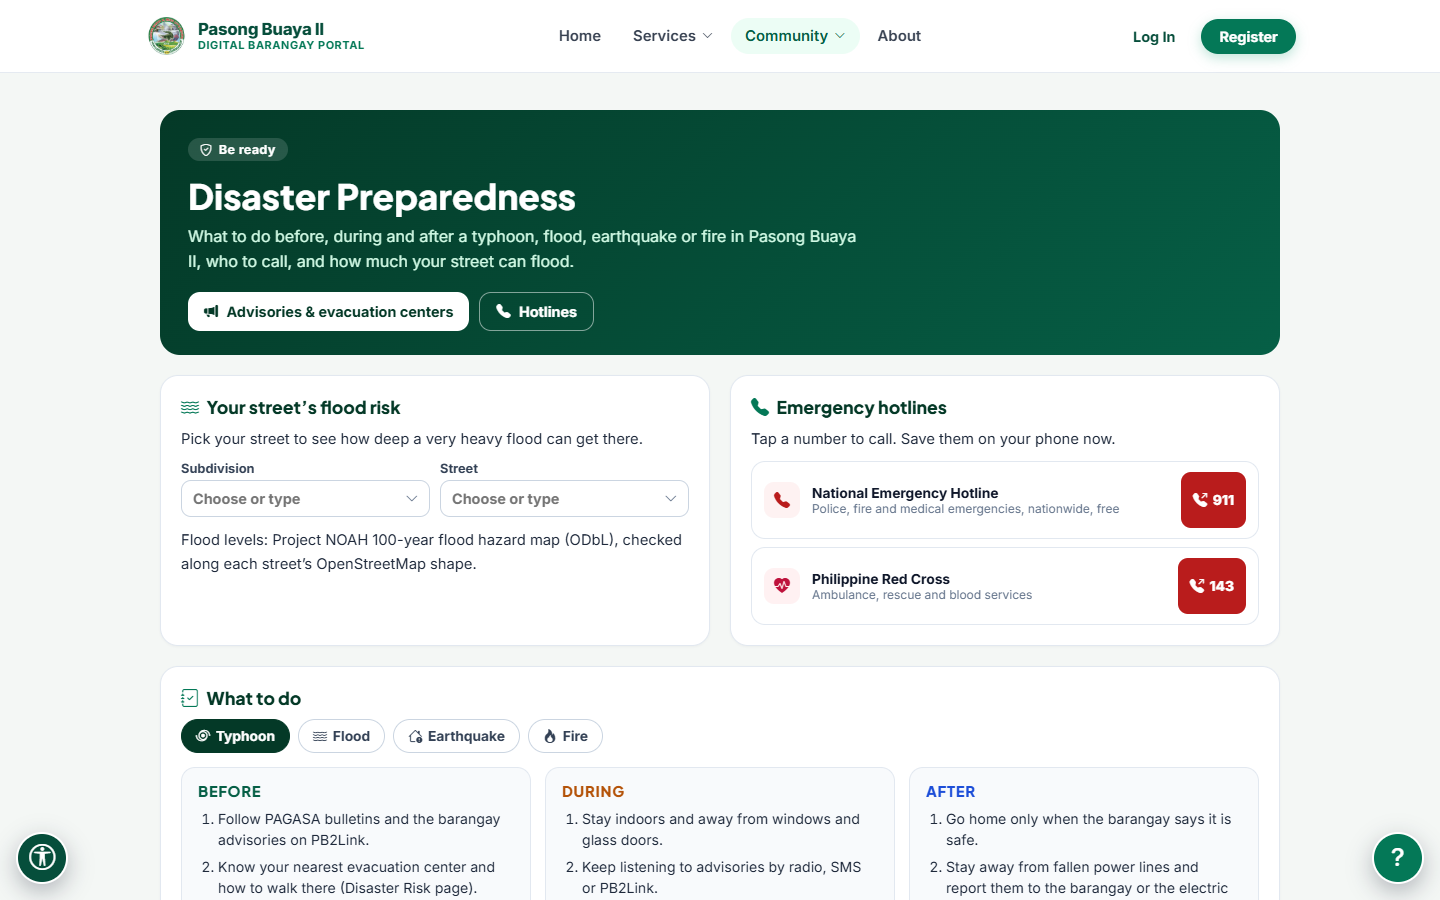 Pasong Buaya II
DIGITAL BARANGAY PORTAL
Home
Services
Community
About
Log In
Register
Be ready
Disaster Preparedness
What to do before, during and after a typhoon, flood, earthquake or fire in Pasong Buaya
II, who to call, and how much your street can flood.
Advisories & evacuation centers
Hotlines
Your street’s flood risk
Pick your street to see how deep a very heavy flood can get there.
Subdivision
Street
Choose or type
Choose or type
Flood levels: Project NOAH 100-year flood hazard map (ODbL), checked
along each street’s OpenStreetMap shape.
Emergency hotlines
Tap a number to call. Save them on your phone now.
National Emergency Hotline
Police, fire and medical emergencies, nationwide, free
911
Philippine Red Cross
Ambulance, rescue and blood services
143
What to do
Typhoon
Flood
Earthquake
Fire
BEFORE
1. Follow PAGASA bulletins and the barangay
advisories on PB2Link.
2. Know your nearest evacuation center and
how to walk there (Disaster Risk page).
DURING
1. Stay indoors and away from windows and
glass doors.
2. Keep listening to advisories by radio, SMS
or PB2Link.
AFTER
1. Go home only when the barangay says it is
safe.
2. Stay away from fallen power lines and
report them to the barangay or the electric
?